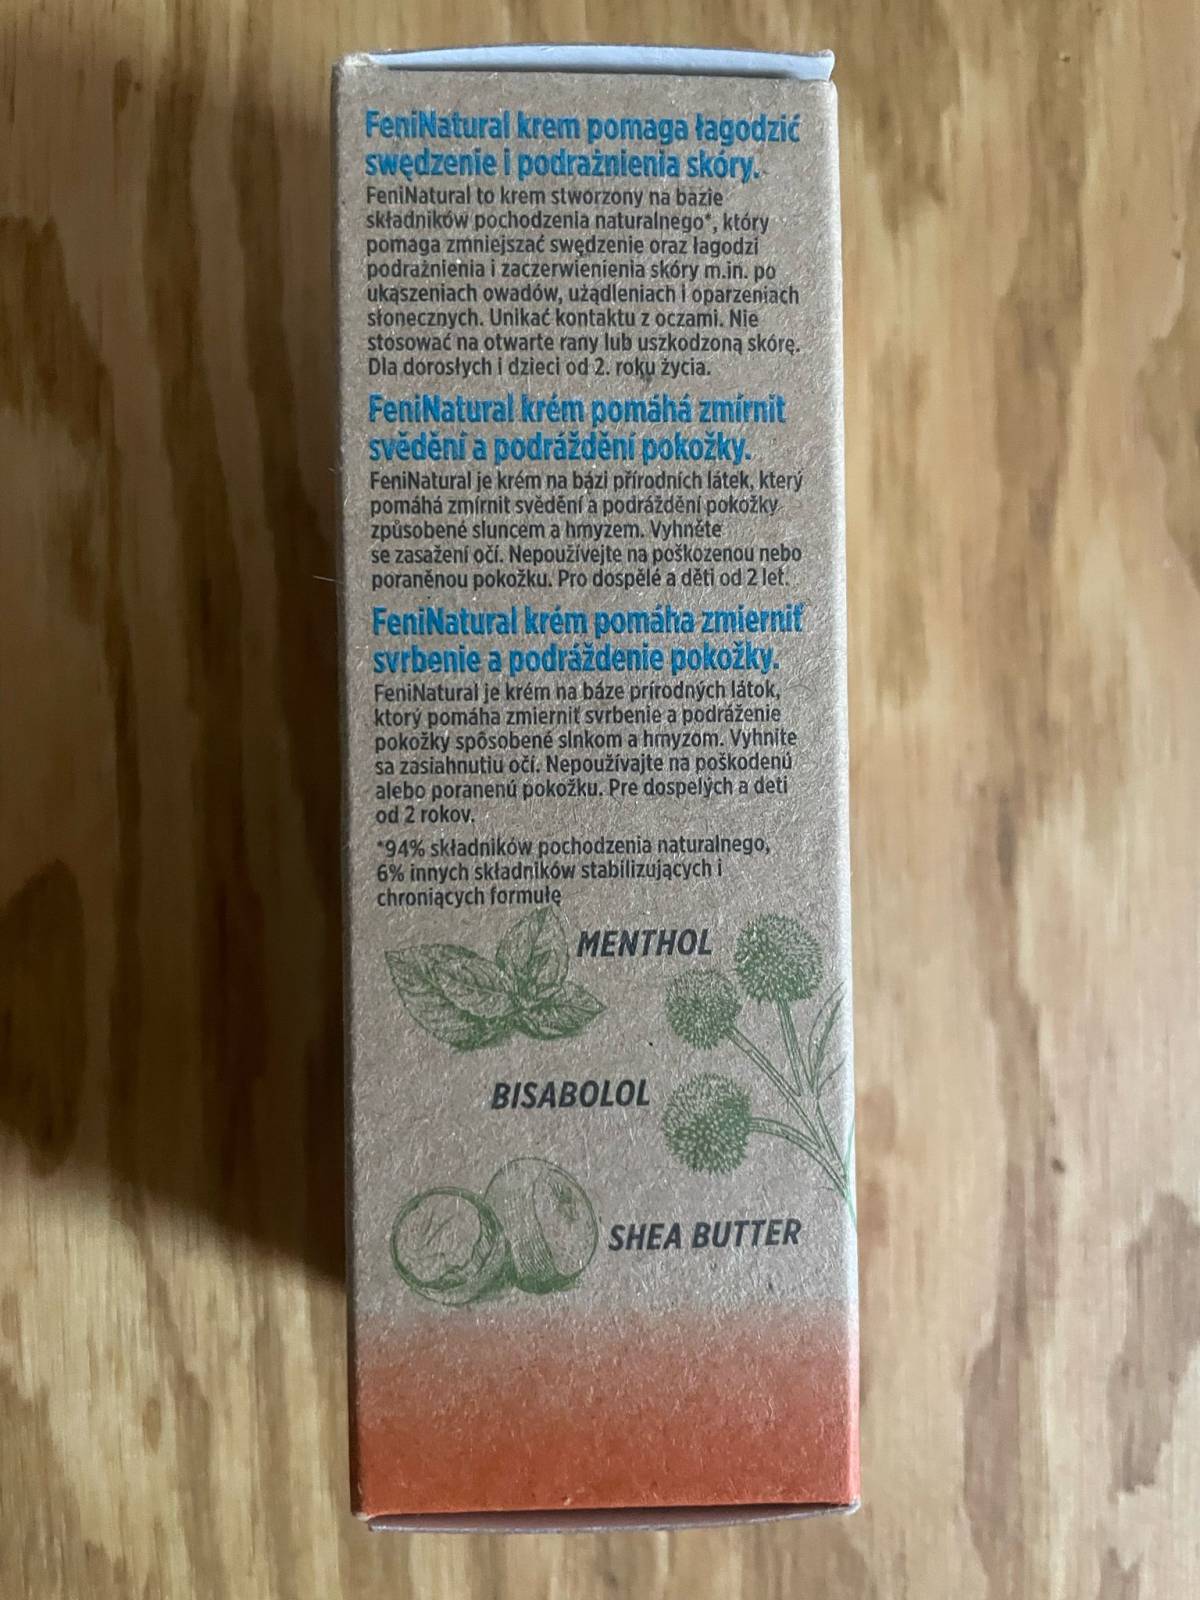 FeniNatural krem pomaga łagodzić
swędzenie i podrażnienia skóry.
FeniNatural to krem stworzony na bazie
składników pochodzenia naturalnego*, który
pomaga zmniejszać swędzenie oraz łagodzi
podrażnienia i zaczerwienienia skóry m.in. po
ukąszeniach owadów, użądleniach i oparzeniach
słonecznych. Unikać kontaktu z oczami. Nie
stosować na otwarte rany lub uszkodzoną skórę.
Dla dorosłych i dzieci od 2. roku życia.
FeniNatural krém pomáhá zmírnit
svědění a podráždění pokožky.
FeniNatural je krém na bázi přírodních látek, který
pomáhá zmírnit svědění a podráždění pokožky
způsobené sluncem a hmyzem. Vyhněte
se zasažení očí. Nepoužívejte na poškozenou nebo
poraněnou pokožku. Pro dospělé a děti od 2 let.
FeniNatural krém pomáha zmierniť
svrbenie a podráždenie pokožky.
FeniNatural je krém na báze prírodných látok,
ktorý pomáha zmierniť svrbenie a podráženie
pokožky spôsobené slnkom a hmyzom. Vyhnite
sa zasiahnutiu očí. Nepoužívajte na poškodenú
alebo poranenú pokožku. Pre dospelých a deti
od 2 rokov.
*94% składników pochodzenia naturalnego,
6% innych składników stabilizujących i
chroniących formułę
MENTHOL
BISABOLOL
SHEA BUTTER